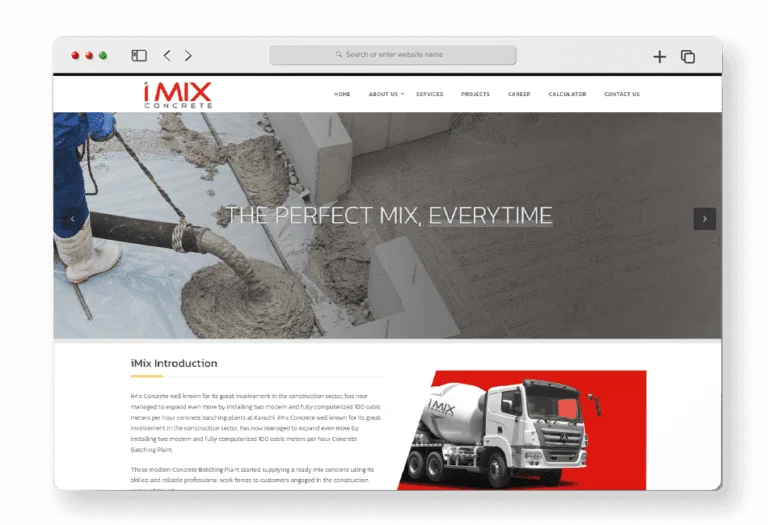 Search or enter website name
iMIX
CONCRETE
HOME ABOUT US SERVICES PROJECTS CAREER CALCULATOR CONTACT US
THE PERFECT MIX, EVERYTIME
iMix Introduction
iMix Concrete well known for its great involvement in the construction sector, has now
managed to expand even more by installing two modern and fully computerized 100 cubic
meters per hour concrete batching plants at Karachi. iMix Concrete well known for its great
involvement in the construction sector, has now managed to expand even more by
installing two modern and fully computerized 100 cubic meters per hour Concrete
Batching Plant.
These modern Concrete Batching Plant started supplying a ready mix concrete using its
skilled and reliable professional work forces to customers engaged in the construction
iMIX